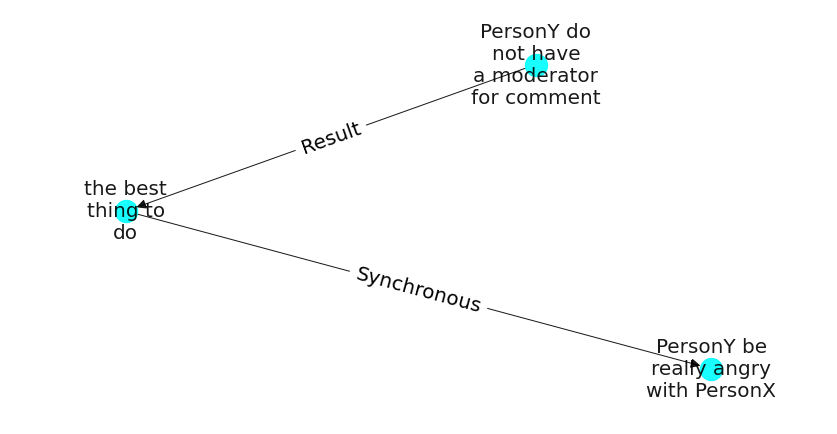 PersonY do
not have
a moderator
for comment
Result
the best
thing to
do
Synchronous
PersonY be
really angry
with PersonX